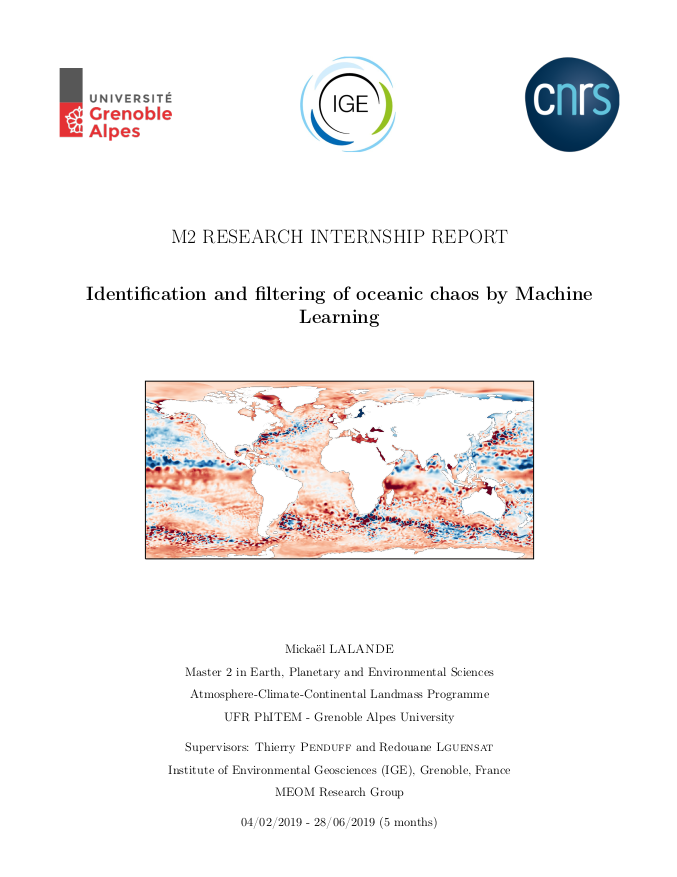 UNIVERSITÉ
Grenoble
Alpes
IGE
cnrs
M2 RESEARCH INTERNSHIP REPORT
Identification and filtering of oceanic chaos by Machine
Learning
Mickaël LALANDE
Master 2 in Earth, Planetary and Environmental Sciences
Atmosphere-Climate-Continental Landmass Programme
UFR PhITEM - Grenoble Alpes University
Supervisors: Thierry PENDUFF and Redouane LGUENSAT
Institute of Environmental Geosciences (IGE), Grenoble, France
MEOM Research Group
04/02/2019 - 28/06/2019 (5 months)